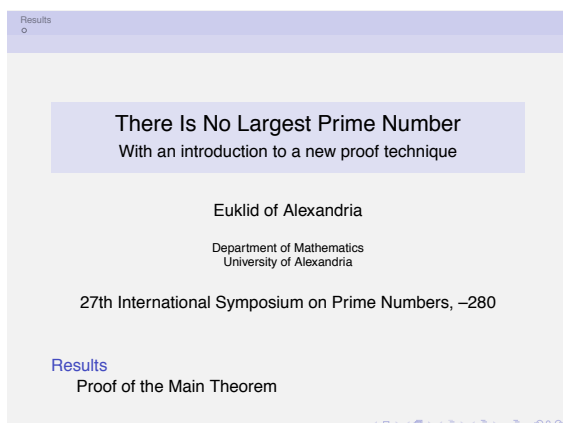 Results
There Is No Largest Prime Number
With an introduction to a new proof technique
Euklid of Alexandria
Department of Mathematics
University of Alexandria
27th International Symposium on Prime Numbers, –280
Results
Proof of the Main Theorem